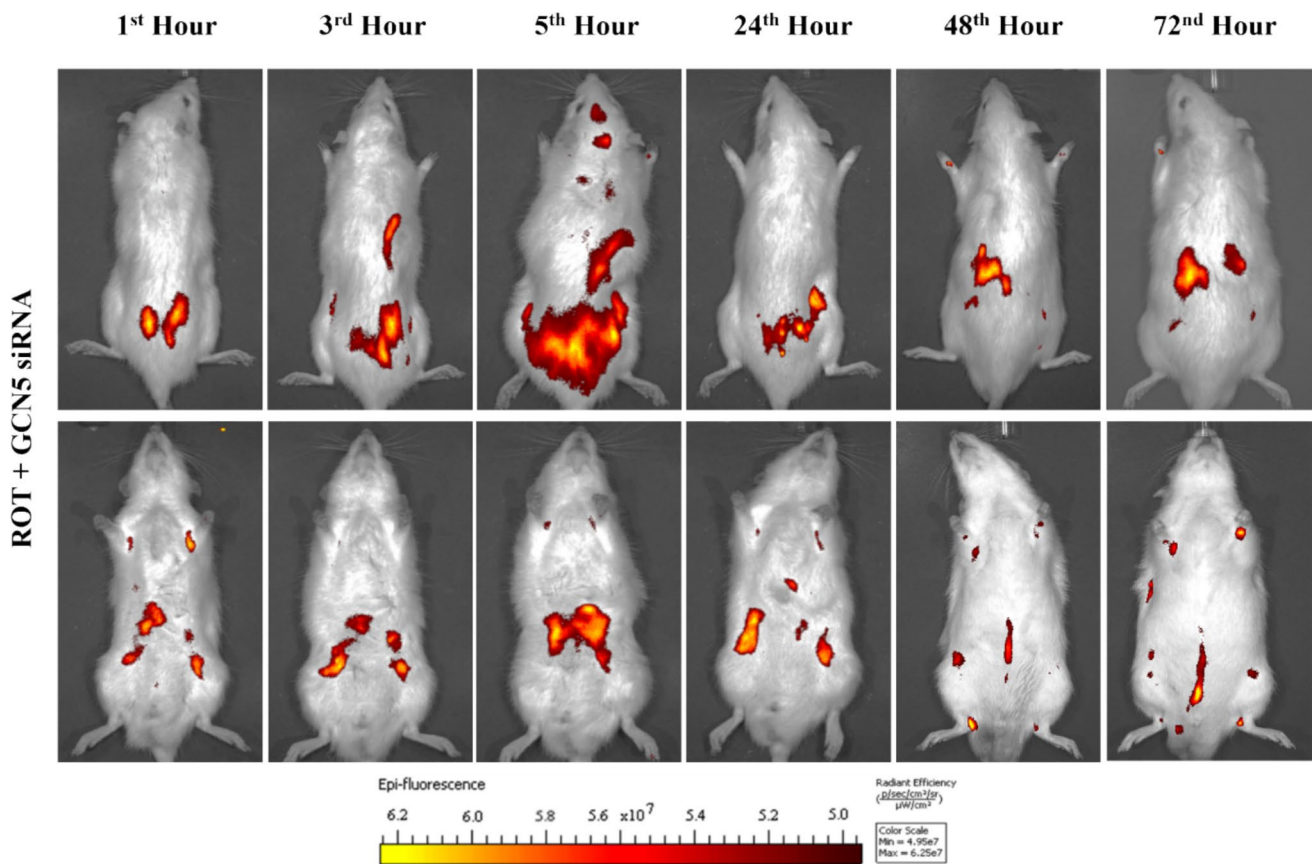 1st Hour 3rd Hour 5th Hour 24th Hour 48th Hour 72nd Hour
ROT + GCN5 siRNA
Epi-fluorescence
6.2 6.0 5.8 x10⁷ 5.6 5.4 5.2 5.0
Radiant Efficiency
(p/sec/cm²/sr
µW/cm²)
Color Scale
Min = 4.95e7
Max = 6.25e7